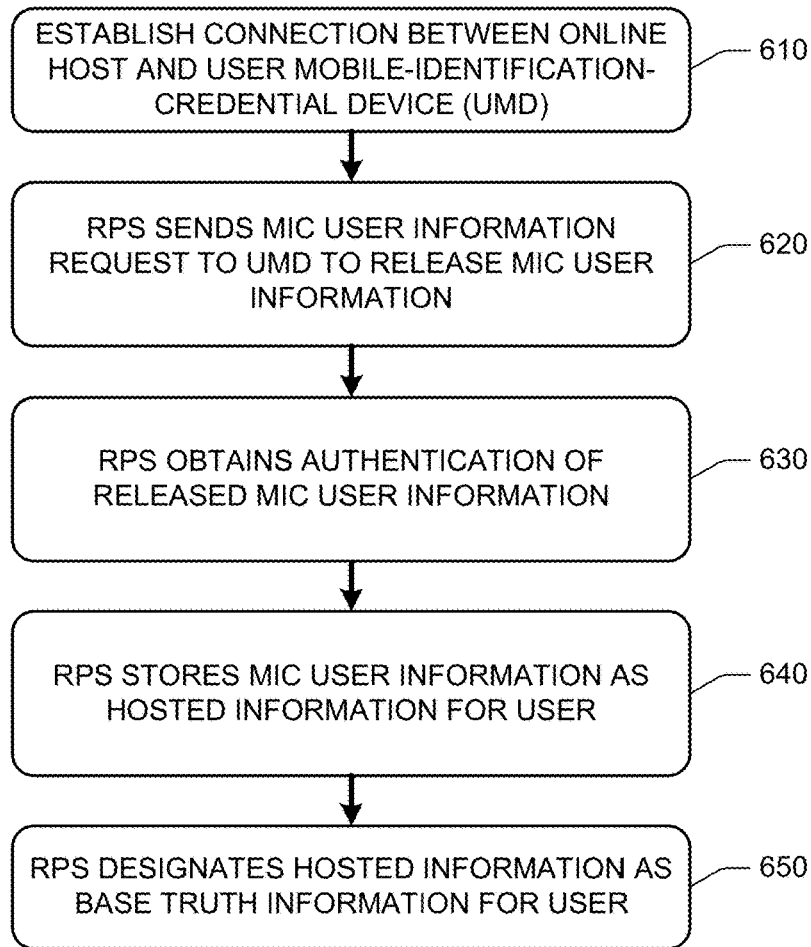 ESTABLISH CONNECTION BETWEEN ONLINE
HOST AND USER MOBILE-IDENTIFICATION-
CREDENTIAL DEVICE (UMD)
610
RPS SENDS MIC USER INFORMATION
REQUEST TO UMD TO RELEASE MIC USER
INFORMATION
620
RPS OBTAINS AUTHENTICATION OF
RELEASED MIC USER INFORMATION
630
RPS STORES MIC USER INFORMATION AS
HOSTED INFORMATION FOR USER
640
RPS DESIGNATES HOSTED INFORMATION AS
BASE TRUTH INFORMATION FOR USER
650